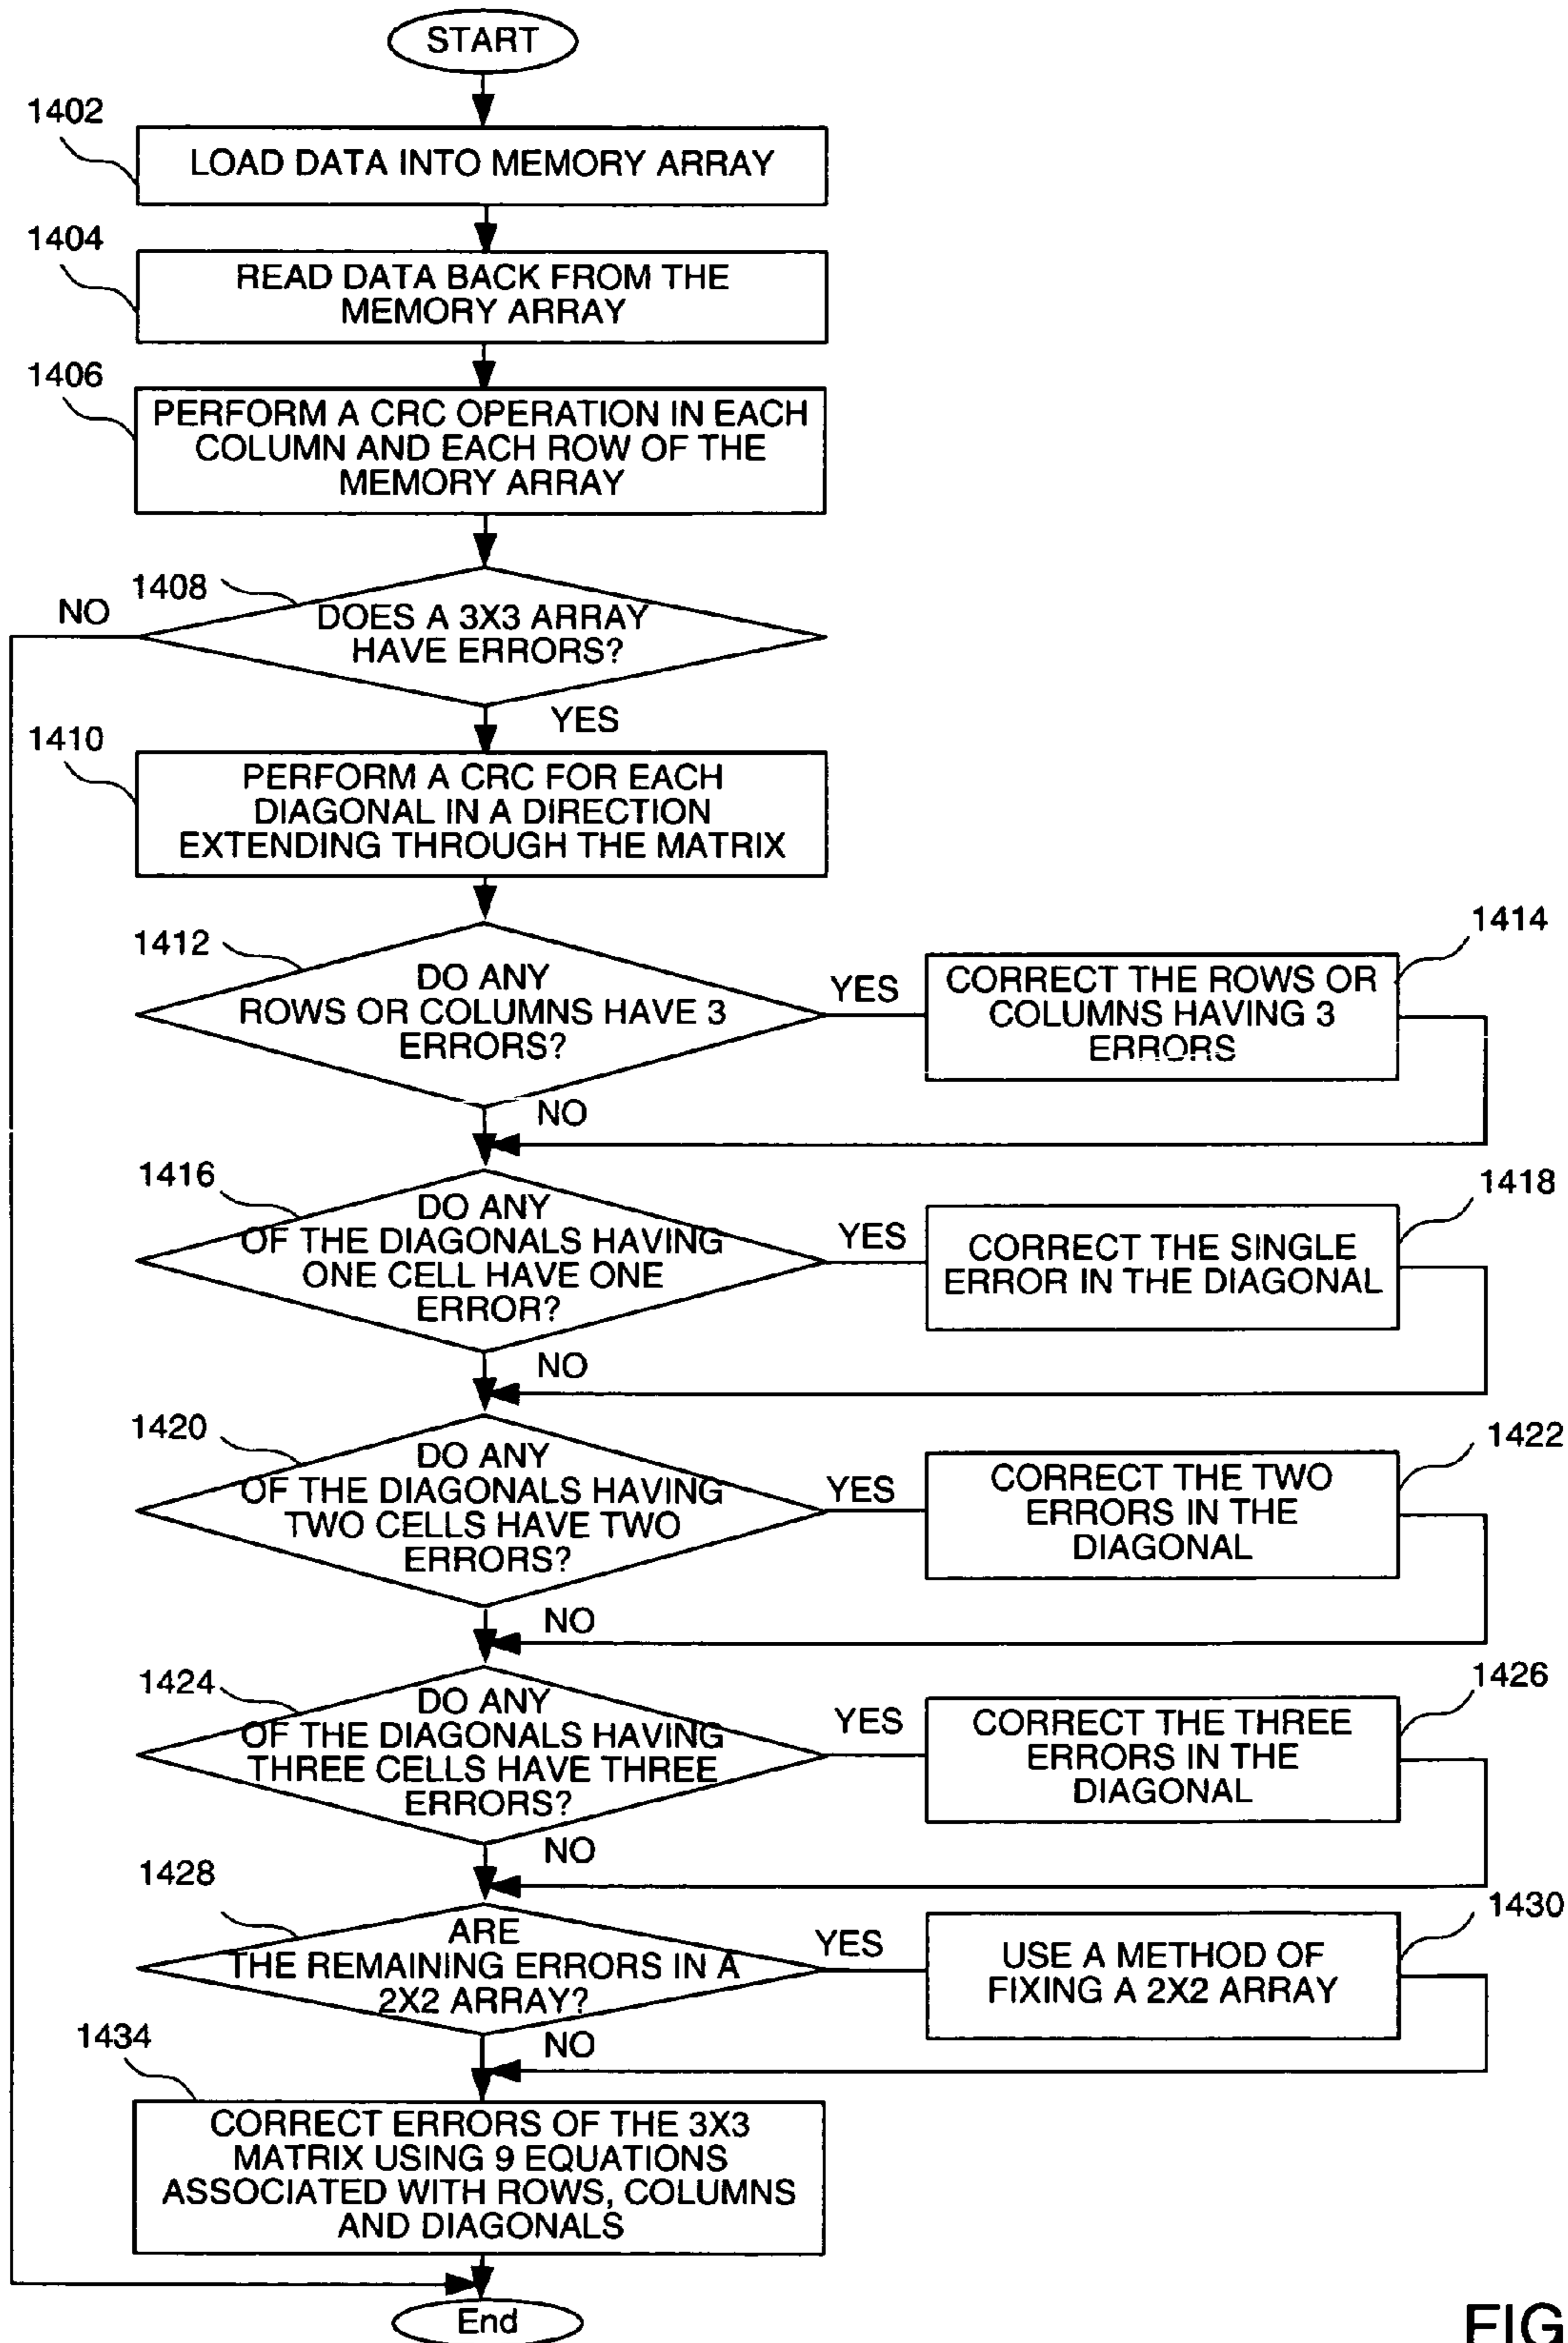 START
1402
LOAD DATA INTO MEMORY ARRAY
1404
READ DATA BACK FROM THE
MEMORY ARRAY
1406
PERFORM A CRC OPERATION IN EACH
COLUMN AND EACH ROW OF THE
MEMORY ARRAY
1408
NO
DOES A 3X3 ARRAY
HAVE ERRORS?
YES
1410
PERFORM A CRC FOR EACH
DIAGONAL IN A DIRECTION
EXTENDING THROUGH THE MATRIX
1412
DO ANY
ROWS OR COLUMNS HAVE 3
ERRORS?
YES
1414
CORRECT THE ROWS OR
COLUMNS HAVING 3
ERRORS
NO
1416
DO ANY
OF THE DIAGONALS HAVING
ONE CELL HAVE ONE
ERROR?
YES
1418
CORRECT THE SINGLE
ERROR IN THE DIAGONAL
NO
1420
DO ANY
OF THE DIAGONALS HAVING
TWO CELLS HAVE TWO
ERRORS?
YES
1422
CORRECT THE TWO
ERRORS IN THE
DIAGONAL
NO
1424
DO ANY
OF THE DIAGONALS HAVING
THREE CELLS HAVE THREE
ERRORS?
YES
1426
CORRECT THE THREE
ERRORS IN THE
DIAGONAL
NO
1428
ARE
THE REMAINING ERRORS IN A
2X2 ARRAY?
YES
1430
USE A METHOD OF
FIXING A 2X2 ARRAY
NO
1434
CORRECT ERRORS OF THE 3X3
MATRIX USING 9 EQUATIONS
ASSOCIATED WITH ROWS, COLUMNS
AND DIAGONALS
End
FIG